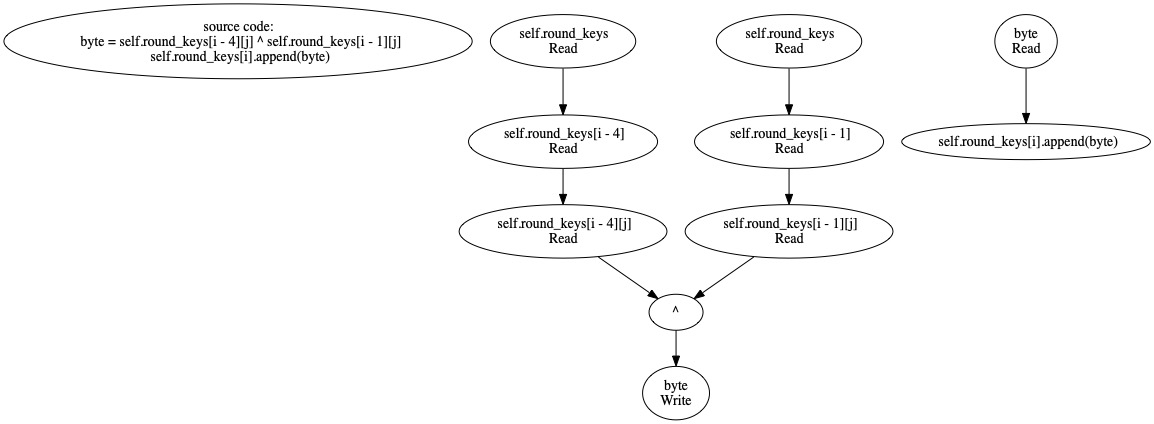 source code:
byte = self.round_keys[i - 4][j] ^ self.round_keys[i - 1][j]
self.round_keys[i].append(byte)
self.round_keys
Read
self.round_keys
Read
byte
Read
self.round_keys[i - 4]
Read
self.round_keys[i - 1]
Read
self.round_keys[i].append(byte)
self.round_keys[i - 4][j]
Read
self.round_keys[i - 1][j]
Read
^
byte
Write